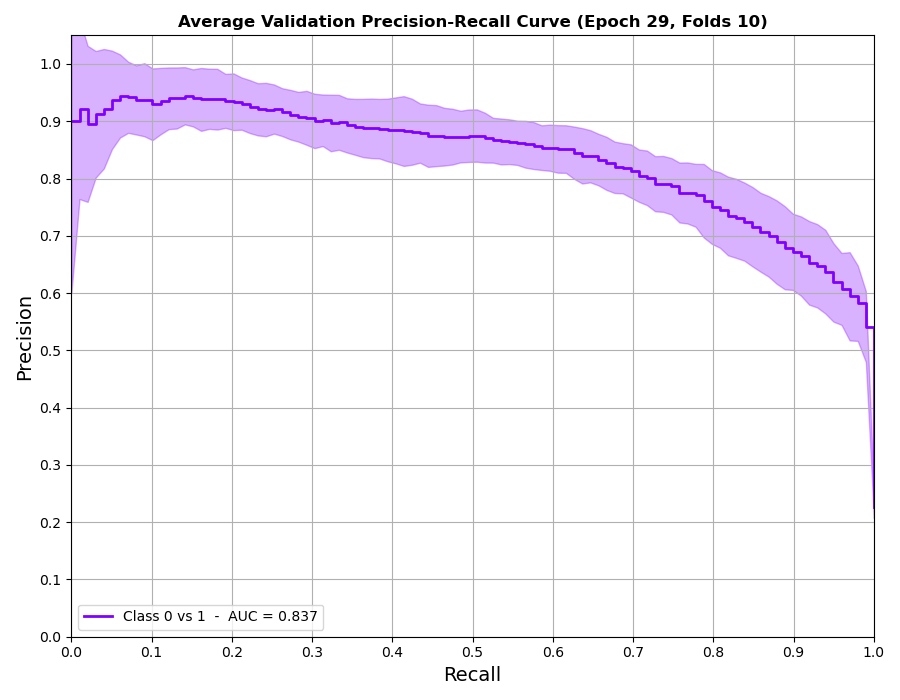 Average Validation Precision-Recall Curve (Epoch 29, Folds 10)
1.0
0.9
0.8
0.7
0.6
0.5
0.4
0.3
0.2
0.1
0.0
Precision
Class 0 vs 1 - AUC = 0.837
0.0 0.1 0.2 0.3 0.4 0.5 0.6 0.7 0.8 0.9 1.0
Recall